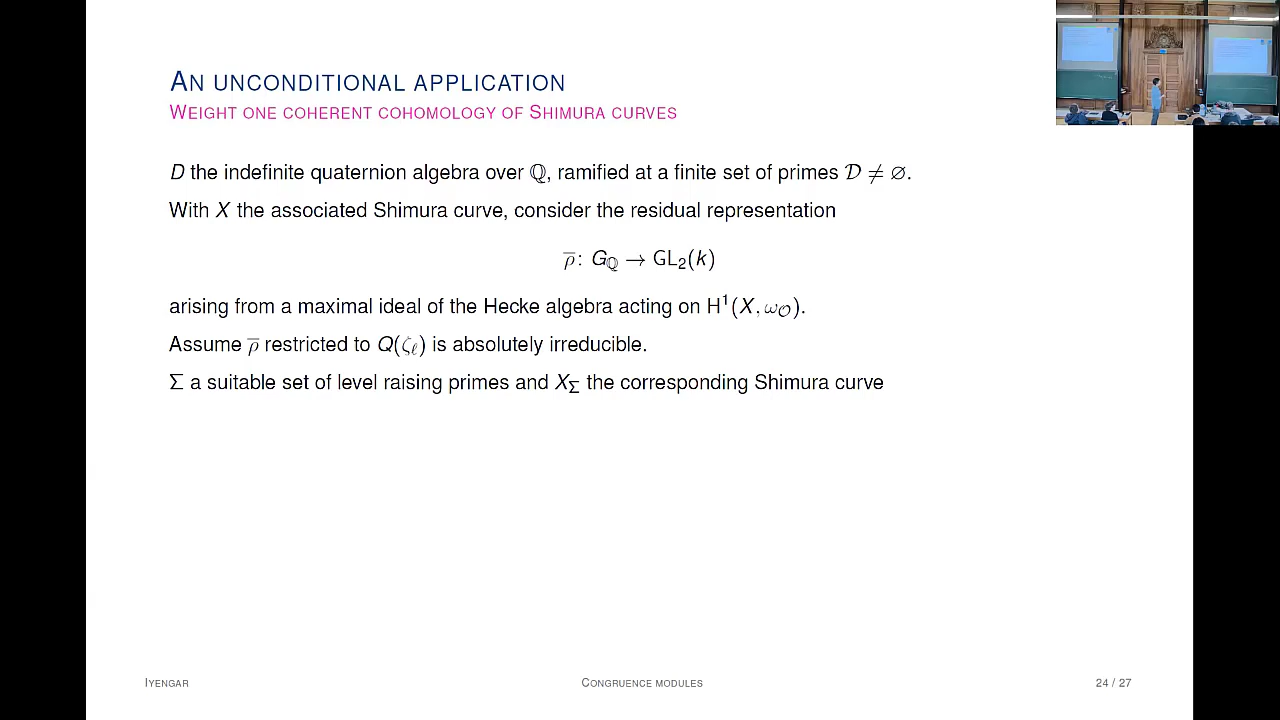 AN UNCONDITIONAL APPLICATION
WEIGHT ONE COHERENT COHOMOLOGY OF SHIMURA CURVES
D the indefinite quaternion algebra over ℚ, ramified at a finite set of primes 𝒟 ≠ ∅.
With X the associated Shimura curve, consider the residual representation
ρ̄: G_ℚ → GL₂(k)
arising from a maximal ideal of the Hecke algebra acting on H¹(X, ω_𝒪).
Assume ρ̄ restricted to Q(ζ_ℓ) is absolutely irreducible.
Σ a suitable set of level raising primes and X_Σ the corresponding Shimura curve
IYENGAR
CONGRUENCE MODULES
24 / 27